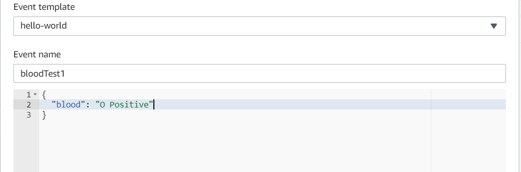 Event template
hello-world
Event name
bloodTest1
1 {
2 "blood": "O Positive"
3 }